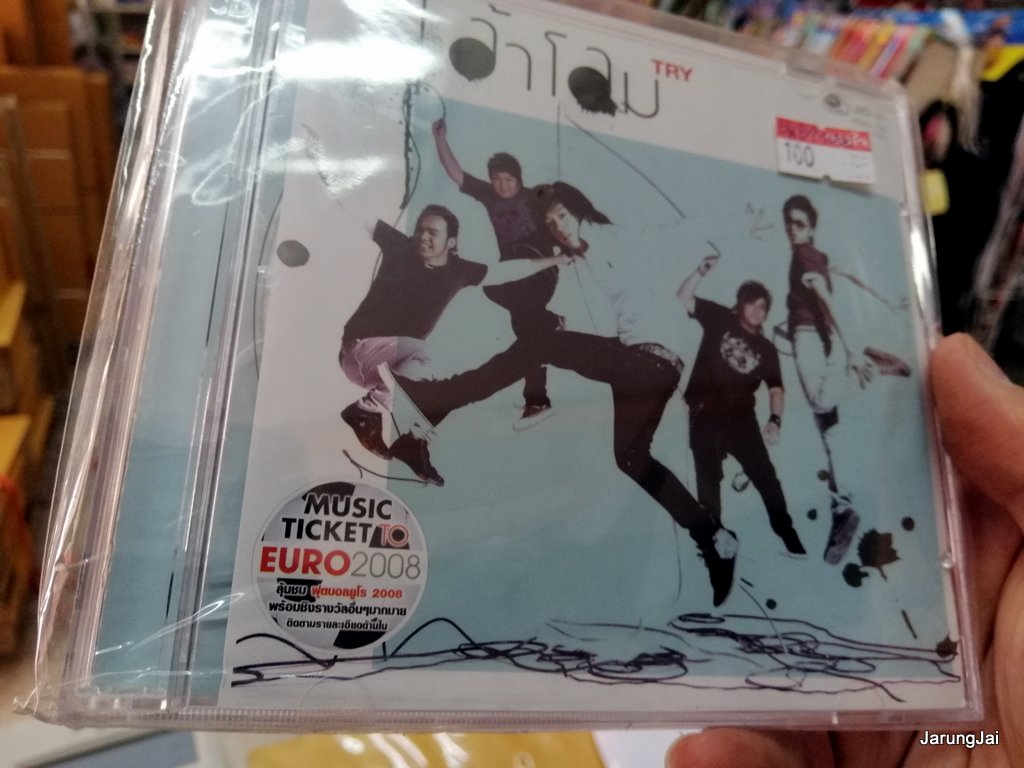 ล้าโลม TRY
100
MUSIC
TICKET TO
EURO2008
ลุ้นชม ฟุตบอลยูโร 2008
พร้อมชิงรางวัลอื่นๆมากมาย
ติดตามรายละเอียดด้านใน
JarungJai